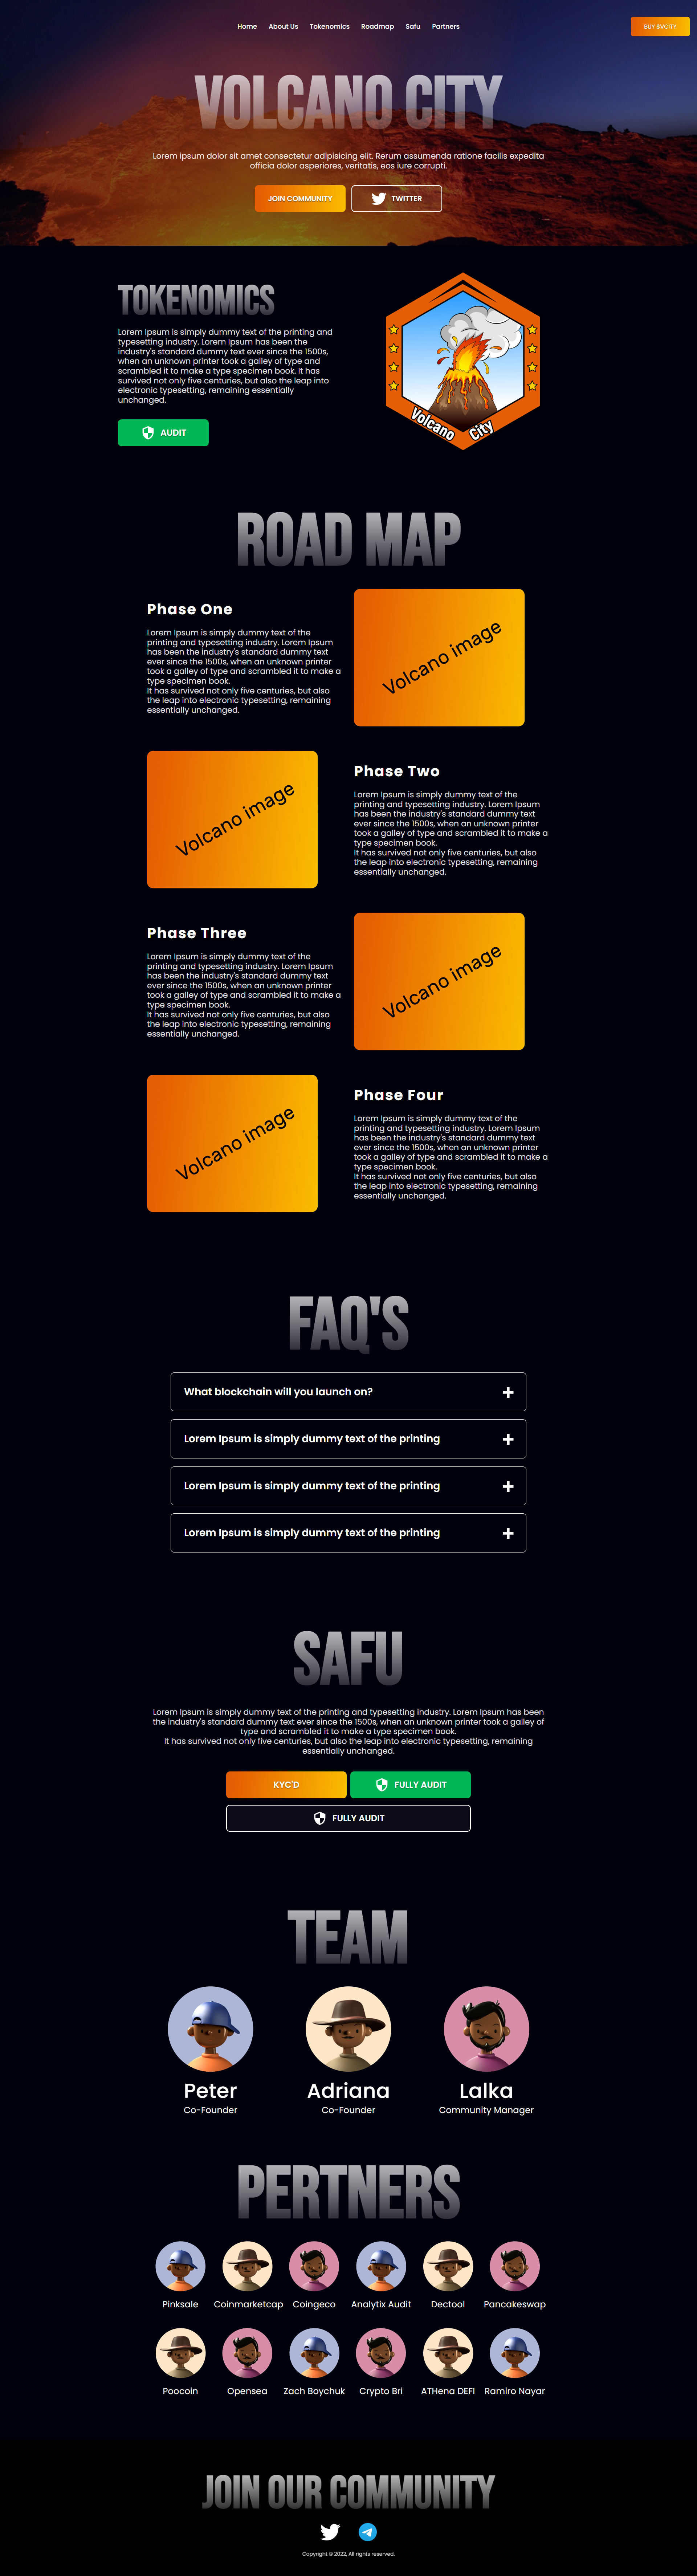 Home About Us Tokenomics Roadmap Safu Partners
BUY $VCITY
VOLCANO CITY
Lorem ipsum dolor sit amet consectetur adipisicing elit. Rerum assumenda ratione facilis expedita
officia dolor asperiores, veritatis, eos iure corrupti.
JOIN COMMUNITY
TWITTER
TOKENOMICS
Lorem Ipsum is simply dummy text of the printing and
typesetting industry. Lorem Ipsum has been the
industry's standard dummy text ever since the 1500s,
when an unknown printer took a galley of type and
scrambled it to make a type specimen book. It has
survived not only five centuries, but also the leap into
electronic typesetting, remaining essentially
unchanged.
AUDIT
Volcano City
ROAD MAP
Phase One
Lorem Ipsum is simply dummy text of the
printing and typesetting industry. Lorem Ipsum
has been the industry's standard dummy text
ever since the 1500s, when an unknown printer
took a galley of type and scrambled it to make a
type specimen book.
It has survived not only five centuries, but also
the leap into electronic typesetting, remaining
essentially unchanged.
Volcano image
Volcano image
Phase Two
Lorem Ipsum is simply dummy text of the
printing and typesetting industry. Lorem Ipsum
has been the industry's standard dummy text
ever since the 1500s, when an unknown printer
took a galley of type and scrambled it to make a
type specimen book.
It has survived not only five centuries, but also
the leap into electronic typesetting, remaining
essentially unchanged.
Phase Three
Lorem Ipsum is simply dummy text of the
printing and typesetting industry. Lorem Ipsum
has been the industry's standard dummy text
ever since the 1500s, when an unknown printer
took a galley of type and scrambled it to make a
type specimen book.
It has survived not only five centuries, but also
the leap into electronic typesetting, remaining
essentially unchanged.
Volcano image
Volcano image
Phase Four
Lorem Ipsum is simply dummy text of the
printing and typesetting industry. Lorem Ipsum
has been the industry's standard dummy text
ever since the 1500s, when an unknown printer
took a galley of type and scrambled it to make a
type specimen book.
It has survived not only five centuries, but also
the leap into electronic typesetting, remaining
essentially unchanged.
FAQ'S
What blockchain will you launch on?
Lorem Ipsum is simply dummy text of the printing
Lorem Ipsum is simply dummy text of the printing
Lorem Ipsum is simply dummy text of the printing
SAFU
Lorem Ipsum is simply dummy text of the printing and typesetting industry. Lorem Ipsum has been
the industry's standard dummy text ever since the 1500s, when an unknown printer took a galley of
type and scrambled it to make a type specimen book.
It has survived not only five centuries, but also the leap into electronic typesetting, remaining
essentially unchanged.
KYC'D
FULLY AUDIT
FULLY AUDIT
TEAM
Peter Adriana Lalka
Co-Founder Co-Founder Community Manager
PERTNERS
Pinksale Coinmarketcap Coingeco Analytix Audit Dectool Pancakeswap
Poocoin Opensea Zach Boychuk Crypto Bri ATHena DEFI Ramiro Nayar
JOIN OUR COMMUNITY
Copyright © 2022, All rights reserved.